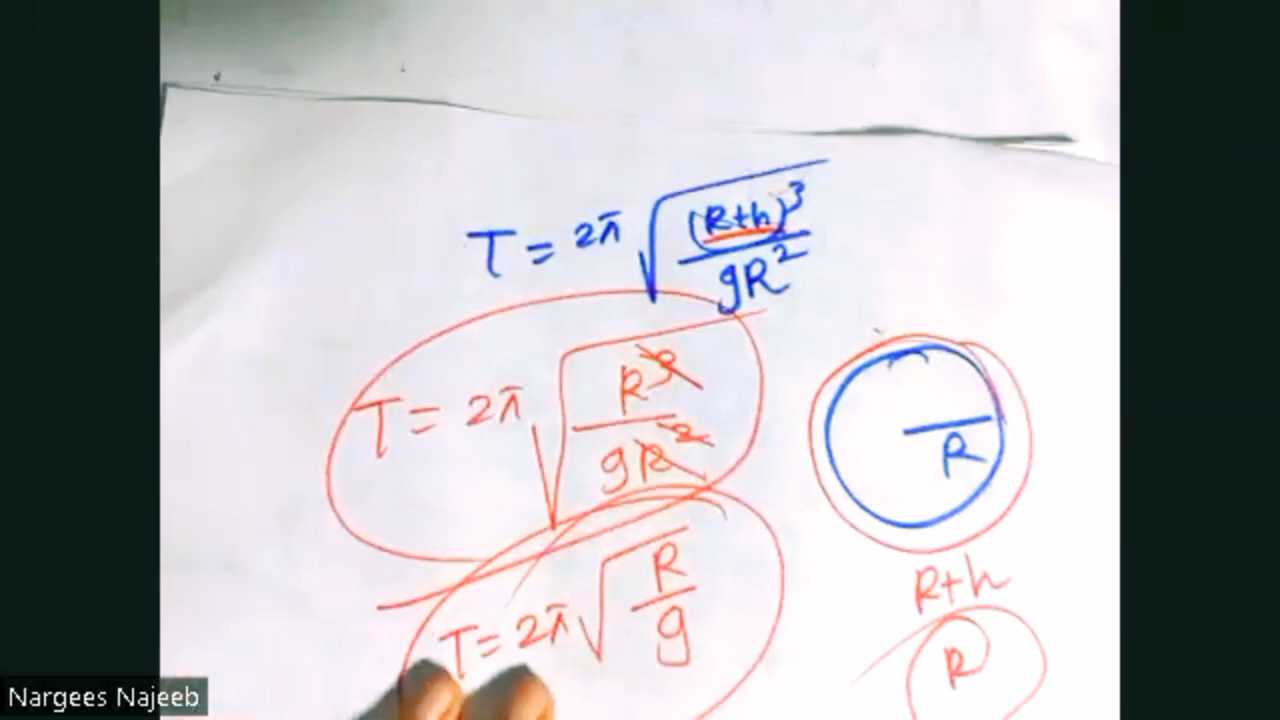 T = 2π √((R+h)³ / gR²)
T = 2π √(R³ / gR²)
R
T = 2π √(R / g)
R+h
R
Nargees Najeeb